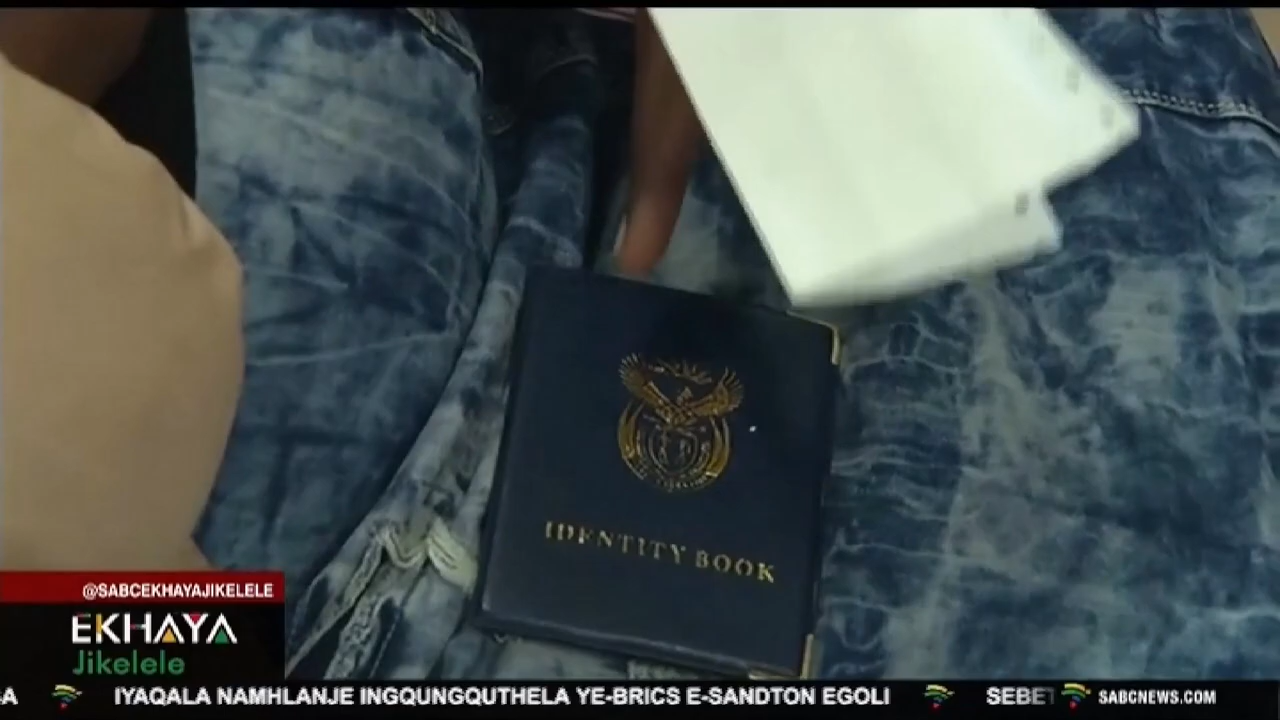 IDENTITY BOOK
@SABCEKHAYAJIKELELE
EKHAYA
Jikelele
IYAQALA NAMHLANJE INGQUNGQUTHELA YE-BRICS E-SANDTON EGOLI
SABCNEWS.COM